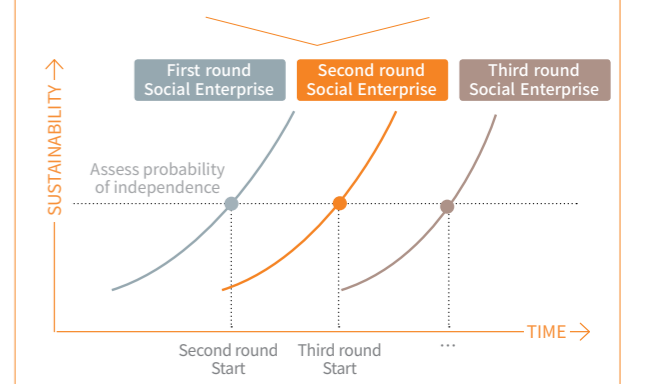 First round
Social Enterprise
Second round
Social Enterprise
Third round
Social Enterprise
SUSTAINABILITY
Assess probability
of independence
TIME
Second round
Start
Third round
Start
...